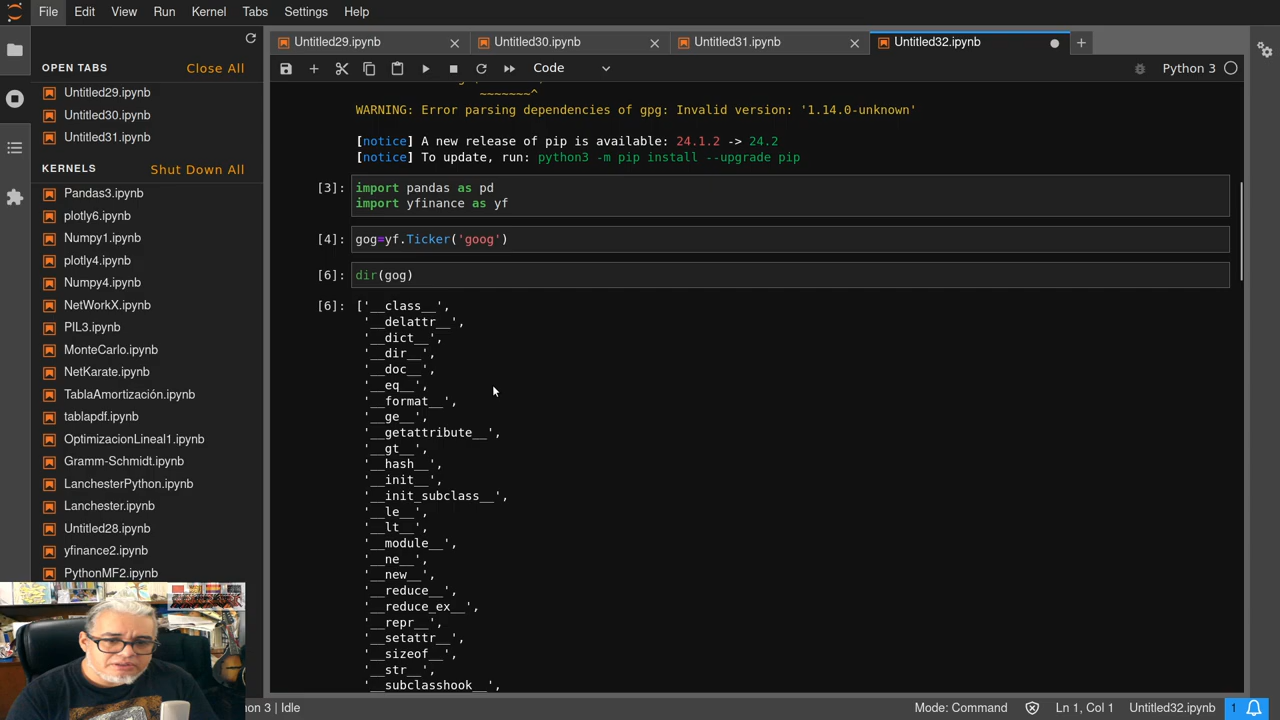 File Edit View Run Kernel Tabs Settings Help
Untitled29.ipynb
Untitled30.ipynb
Untitled31.ipynb
Untitled32.ipynb
OPEN TABS
Close All
Untitled29.ipynb
Untitled30.ipynb
Untitled31.ipynb
KERNELS
Shut Down All
Pandas3.ipynb
plotly6.ipynb
Numpy1.ipynb
plotly4.ipynb
Numpy4.ipynb
NetWorkX.ipynb
PIL3.ipynb
MonteCarlo.ipynb
NetKarate.ipynb
TablaAmortización.ipynb
tablapdf.ipynb
OptimizacionLineal1.ipynb
Gramm-Schmidt.ipynb
LanchesterPython.ipynb
Lanchester.ipynb
Untitled28.ipynb
yfinance2.ipynb
PythonMF2.ipynb
Code
Python 3
~~~~~~~^
WARNING: Error parsing dependencies of gpg: Invalid version: '1.14.0-unknown'
[notice] A new release of pip is available: 24.1.2 -> 24.2
[notice] To update, run: python3 -m pip install --upgrade pip
[3]: import pandas as pd
import yfinance as yf
[4]: gog=yf.Ticker('goog')
[6]: dir(gog)
[6]: ['__class__',
'__delattr__',
'__dict__',
'__dir__',
'__doc__',
'__eq__',
'__format__',
'__ge__',
'__getattribute__',
'__gt__',
'__hash__',
'__init__',
'__init_subclass__',
'__le__',
'__lt__',
'__module__',
'__ne__',
'__new__',
'__reduce__',
'__reduce_ex__',
'__repr__',
'__setattr__',
'__sizeof__',
'__str__',
'__subclasshook__',
on 3 | Idle
Mode: Command
Ln 1, Col 1
Untitled32.ipynb
1